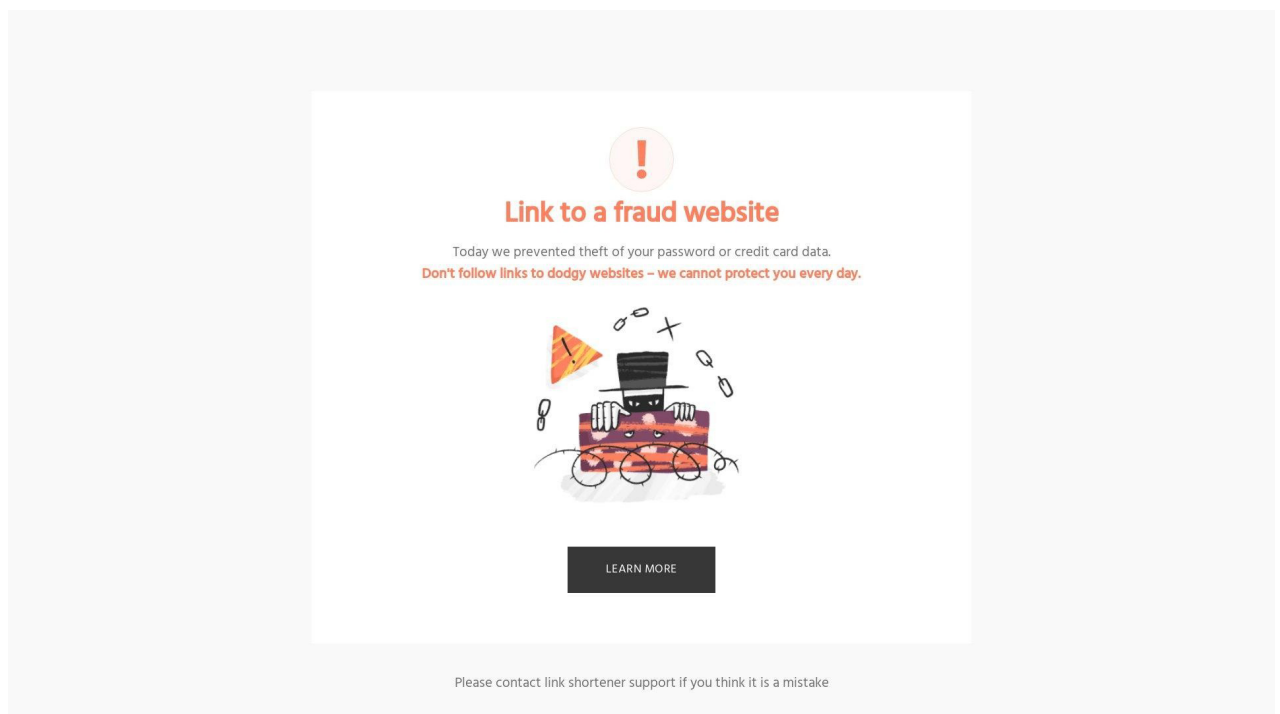 Link to a fraud website
Today we prevented theft of your password or credit card data.
Don't follow links to dodgy websites – we cannot protect you every day.
LEARN MORE
Please contact link shortener support if you think it is a mistake